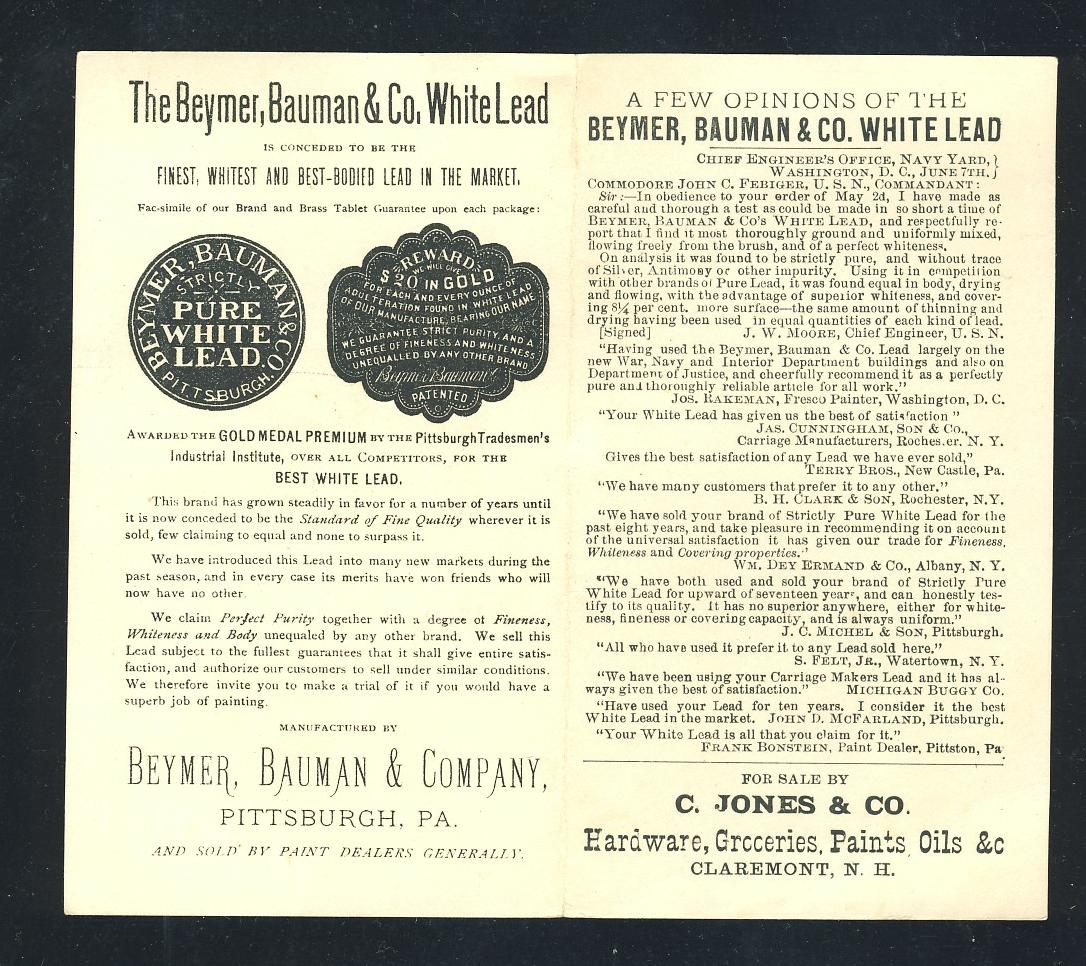 The Beymer, Bauman & Co. White Lead
IS CONCEDED TO BE THE
FINEST, WHITEST AND BEST-BODIED LEAD IN THE MARKET.
Fac-simile of our Brand and Brass Tablet Guarantee upon each package:
BEYMER, BAUMAN & CO.
STRICTLY
PURE
WHITE
LEAD.
PITTSBURGH.
REWARD
WE WILL GIVE
$20 IN GOLD
FOR EACH AND EVERY OUNCE OF
ADULTERATION FOUND IN WHITE LEAD
OF OUR MANUFACTURE, BEARING OUR NAME
WE GUARANTEE STRICT PURITY, AND A
DEGREE OF FINENESS AND WHITENESS
UNEQUALLED BY ANY OTHER BRAND
Beymer Bauman
PATENTED
AWARDED THE GOLD MEDAL PREMIUM BY THE Pittsburgh Tradesmen's
Industrial Institute, OVER ALL COMPETITORS, FOR THE
BEST WHITE LEAD.
This brand has grown steadily in favor for a number of years until
it is now conceded to be the Standard of Fine Quality wherever it is
sold, few claiming to equal and none to surpass it.
We have introduced this Lead into many new markets during the
past season, and in every case its merits have won friends who will
now have no other.
We claim Perfect Purity together with a degree of Fineness,
Whiteness and Body unequaled by any other brand. We sell this
Lead subject to the fullest guarantees that it shall give entire satis-
faction, and authorize our customers to sell under similar conditions.
We therefore invite you to make a trial of it if you would have a
superb job of painting.
MANUFACTURED BY
BEYMER, BAUMAN & COMPANY,
PITTSBURGH, PA.
AND SOLD BY PAINT DEALERS GENERALLY.
A FEW OPINIONS OF THE
BEYMER, BAUMAN & CO. WHITE LEAD
CHIEF ENGINEER'S OFFICE, NAVY YARD, }
WASHINGTON, D. C., JUNE 7TH. }
COMMODORE JOHN C. FEBIGER, U. S. N., COMMANDANT:
Sir:—In obedience to your order of May 2d, I have made as
careful and thorough a test as could be made in so short a time of
BEYMER, BAUMAN & CO'S WHITE LEAD, and respectfully re-
port that I find it most thoroughly ground and uniformly mixed,
flowing freely from the brush, and of a perfect whiteness.
On analysis it was found to be strictly pure, and without trace
of Silver, Antimony or other impurity. Using it in competition
with other brands of Pure Lead, it was found equal in body, drying
and flowing, with the advantage of superior whiteness, and cover-
ing 8¼ per cent. more surface—the same amount of thinning and
drying having been used in equal quantities of each kind of lead.
[Signed] J. W. MOORE, Chief Engineer, U. S. N.
"Having used the Beymer, Bauman & Co. Lead largely on the
new War, Navy and Interior Department buildings and also on
Department of Justice, and cheerfully recommend it as a perfectly
pure and thoroughly reliable article for all work."
JOS. RAKEMAN, Fresco Painter, Washington, D. C.
"Your White Lead has given us the best of satisfaction "
JAS. CUNNINGHAM, SON & CO.,
Carriage Manufacturers, Rochester, N. Y.
Gives the best satisfaction of any Lead we have ever sold,"
TERRY BROS., New Castle, Pa.
"We have many customers that prefer it to any other."
B. H. CLARK & SON, Rochester, N.Y.
"We have sold your brand of Strictly Pure White Lead for the
past eight years, and take pleasure in recommending it on account
of the universal satisfaction it has given our trade for Fineness,
Whiteness and Covering properties."
WM. DEY ERMAND & CO., Albany, N. Y.
"We have both used and sold your brand of Strictly Pure
White Lead for upward of seventeen years, and can honestly tes-
tify to its quality. It has no superior anywhere, either for white-
ness, fineness or covering capacity, and is always uniform."
J. C. MICHEL & SON, Pittsburgh.
"All who have used it prefer it to any Lead sold here."
S. FELT, JR., Watertown, N. Y.
"We have been using your Carriage Makers Lead and it has al-
ways given the best of satisfaction." MICHIGAN BUGGY CO.
"Have used your Lead for ten years. I consider it the best
White Lead in the market. JOHN D. MCFARLAND, Pittsburgh.
"Your White Lead is all that you claim for it."
FRANK BONSTEIN, Paint Dealer, Pittston, Pa
FOR SALE BY
C. JONES & CO.
Hardware, Groceries, Paints, Oils &c
CLAREMONT, N. H.